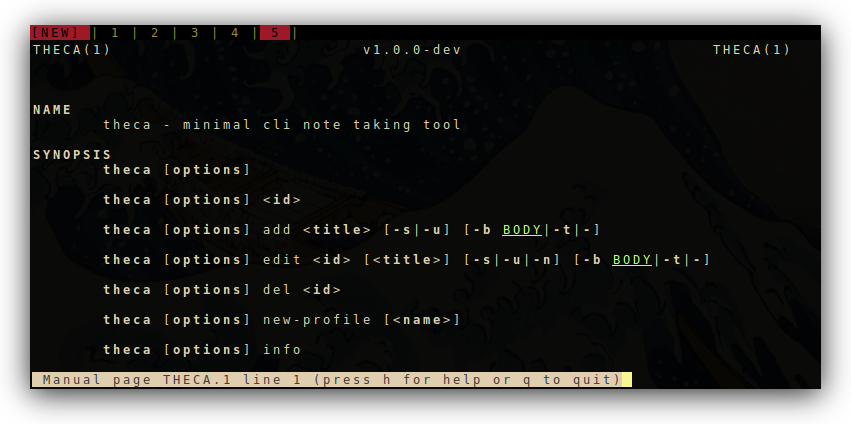 [NEW] | 1 | 2 | 3 | 4 | 5 |
THECA(1) v1.0.0-dev THECA(1)
NAME
theca - minimal cli note taking tool
SYNOPSIS
theca [options]
theca [options] <id>
theca [options] add <title> [-s|-u] [-b BODY|-t|-]
theca [options] edit <id> [<title>] [-s|-u|-n] [-b BODY|-t|-]
theca [options] del <id>
theca [options] new-profile [<name>]
theca [options] info
Manual page THECA.1 line 1 (press h for help or q to quit)